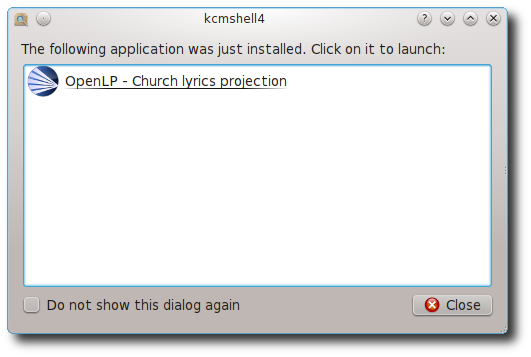 kcmshell4
The following application was just installed. Click on it to launch:
OpenLP - Church lyrics projection
Do not show this dialog again
Close